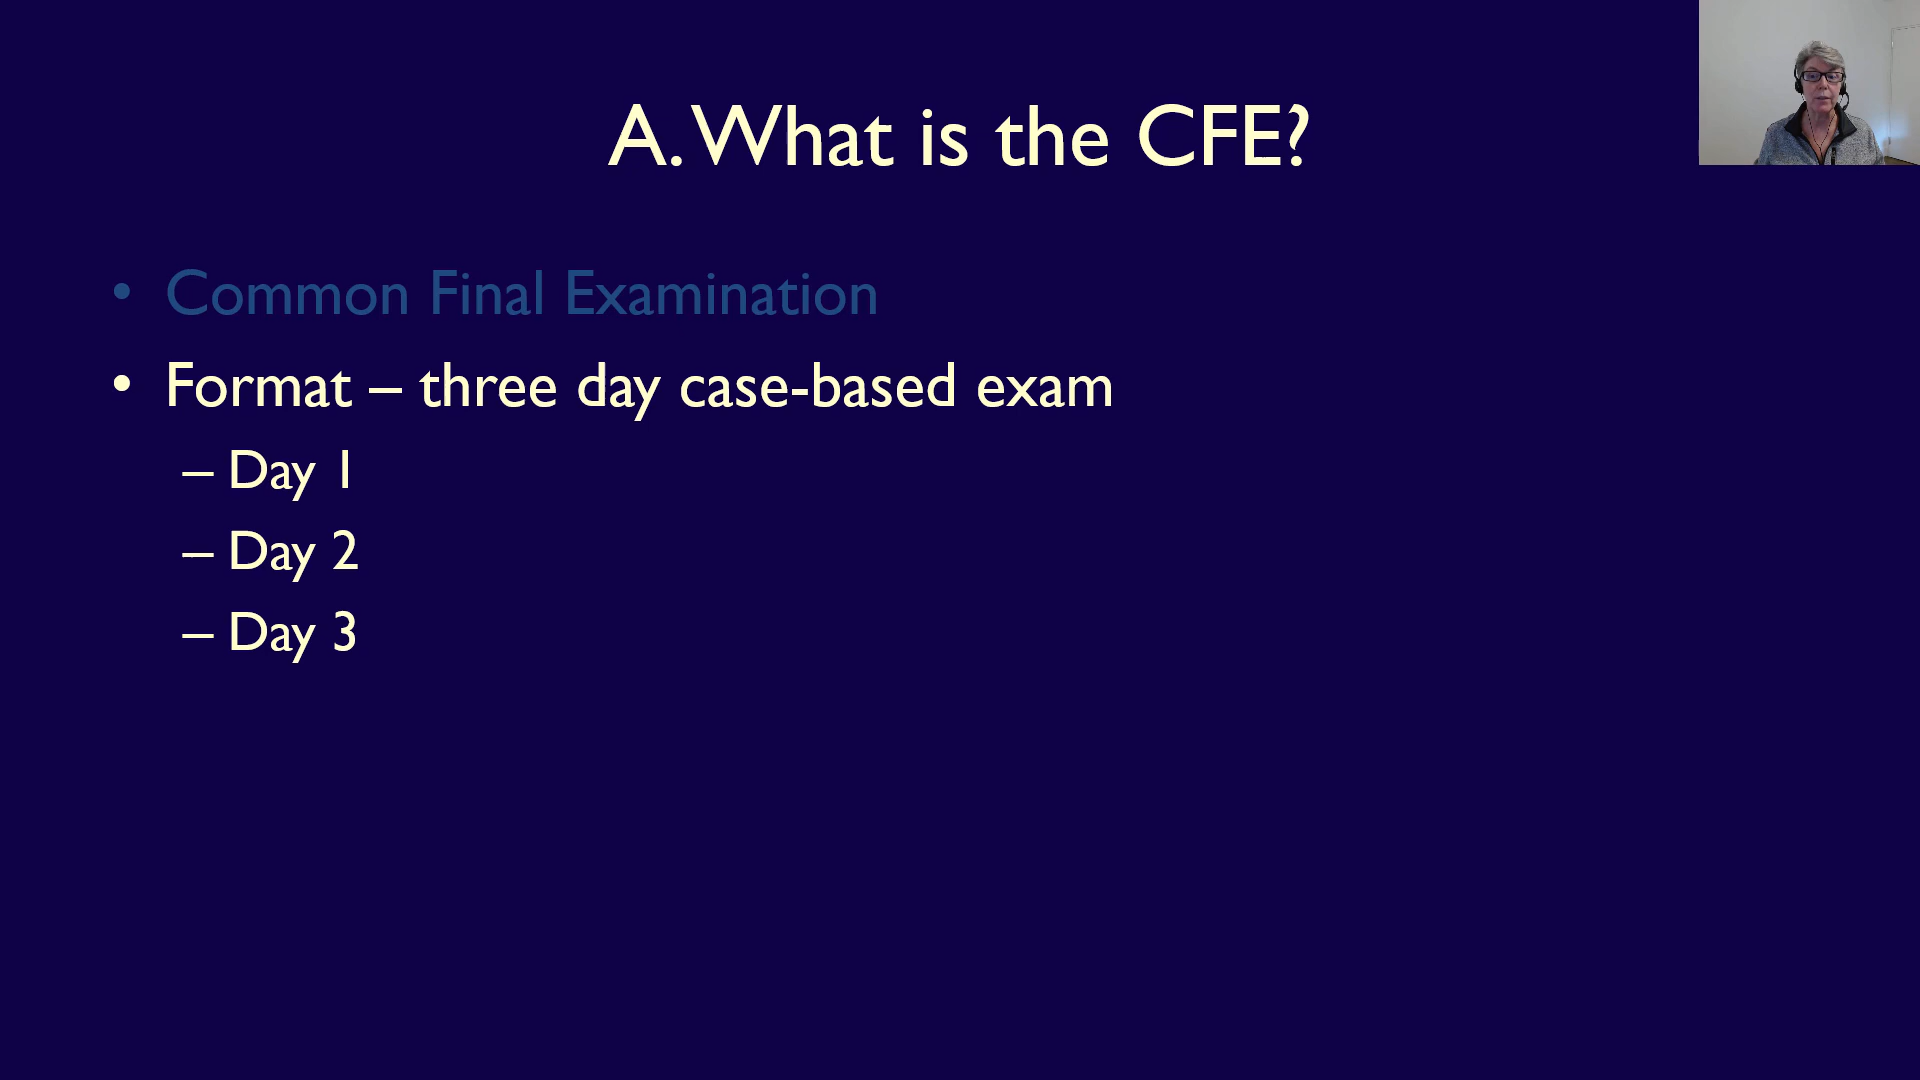 A. What is the CFE?
• Common Final Examination
• Format – three day case-based exam
– Day 1
– Day 2
– Day 3